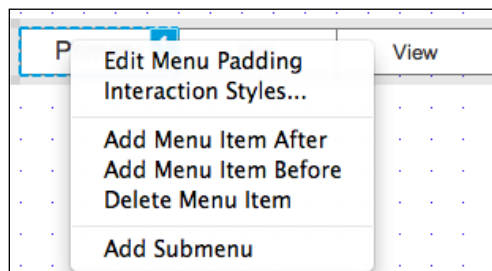 View
Edit Menu Padding
Interaction Styles...
Add Menu Item After
Add Menu Item Before
Delete Menu Item
Add Submenu